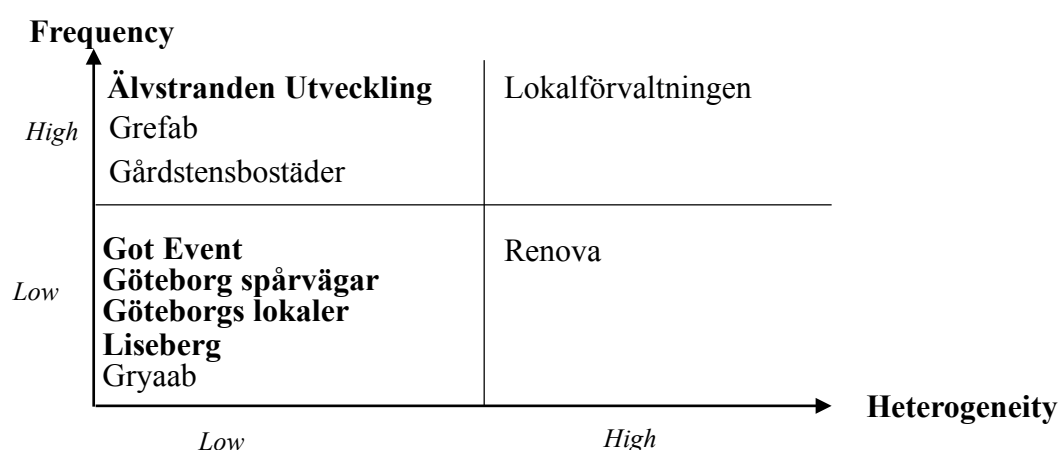 Frequency
Älvstranden Utveckling
Lokalförvaltningen
High
Grefab
Gårdstensbostäder
Got Event
Renova
Göteborg spårvägar
Low
Göteborgs lokaler
Liseberg
Gryaab
Heterogeneity
Low
High